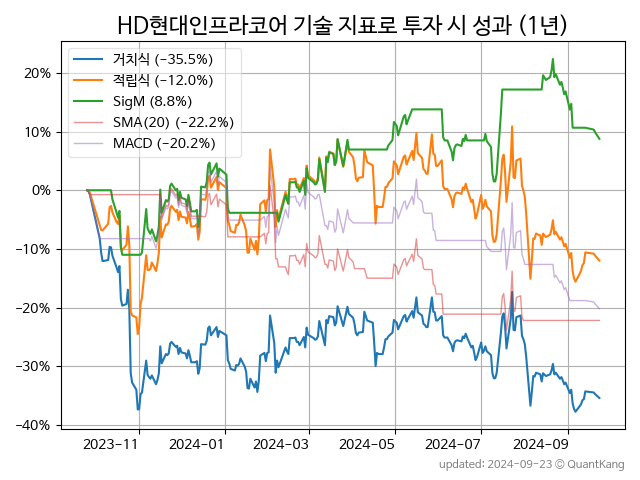 HD현대인프라코어 기술 지표로 투자 시 성과 (1년)
거치식 (−35.5%)
적립식 (−12.0%)
SigM (8.8%)
SMA(20) (−22.2%)
MACD (−20.2%)
20%
10%
0%
−10%
−20%
−30%
−40%
2023-11 2024-01 2024-03 2024-05 2024-07 2024-09
updated: 2024-09-23 © QuantKang